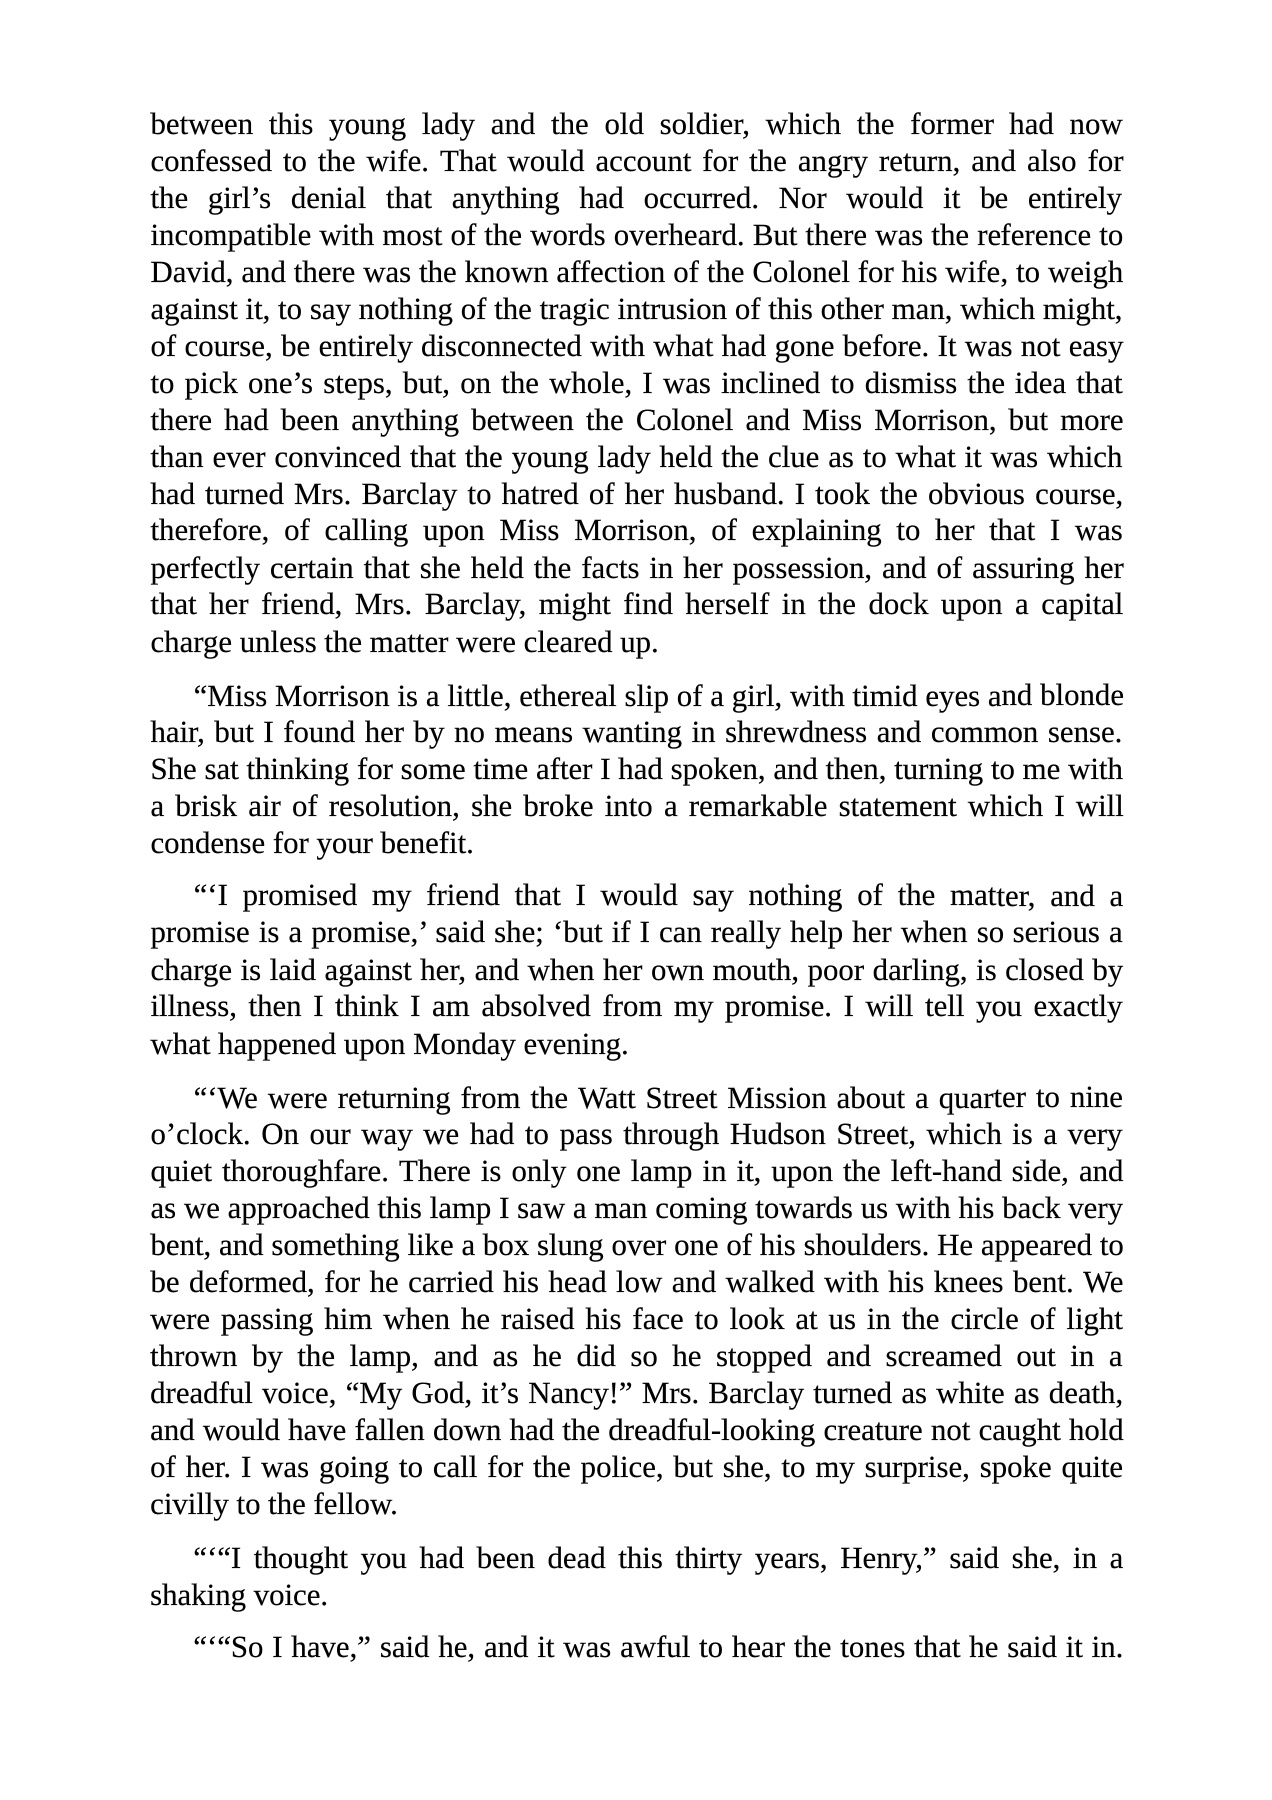 between this young lady and the old soldier, which the former had now
confessed to the wife. That would account for the angry return, and also for
the girl’s denial that anything had occurred. Nor would it be entirely
incompatible with most of the words overheard. But there was the reference to
David, and there was the known affection of the Colonel for his wife, to weigh
against it, to say nothing of the tragic intrusion of this other man, which might,
of course, be entirely disconnected with what had gone before. It was not easy
to pick one’s steps, but, on the whole, I was inclined to dismiss the idea that
there had been anything between the Colonel and Miss Morrison, but more
than ever convinced that the young lady held the clue as to what it was which
had turned Mrs. Barclay to hatred of her husband. I took the obvious course,
therefore, of calling upon Miss Morrison, of explaining to her that I was
perfectly certain that she held the facts in her possession, and of assuring her
that her friend, Mrs. Barclay, might find herself in the dock upon a capital
charge unless the matter were cleared up.
“Miss Morrison is a little, ethereal slip of a girl, with timid eyes and blonde
hair, but I found her by no means wanting in shrewdness and common sense.
She sat thinking for some time after I had spoken, and then, turning to me with
a brisk air of resolution, she broke into a remarkable statement which I will
condense for your benefit.
“‘I promised my friend that I would say nothing of the matter, and a
promise is a promise,’ said she; ‘but if I can really help her when so serious a
charge is laid against her, and when her own mouth, poor darling, is closed by
illness, then I think I am absolved from my promise. I will tell you exactly
what happened upon Monday evening.
“‘We were returning from the Watt Street Mission about a quarter to nine
o’clock. On our way we had to pass through Hudson Street, which is a very
quiet thoroughfare. There is only one lamp in it, upon the left-hand side, and
as we approached this lamp I saw a man coming towards us with his back very
bent, and something like a box slung over one of his shoulders. He appeared to
be deformed, for he carried his head low and walked with his knees bent. We
were passing him when he raised his face to look at us in the circle of light
thrown by the lamp, and as he did so he stopped and screamed out in a
dreadful voice, “My God, it’s Nancy!” Mrs. Barclay turned as white as death,
and would have fallen down had the dreadful-looking creature not caught hold
of her. I was going to call for the police, but she, to my surprise, spoke quite
civilly to the fellow.
“‘“I thought you had been dead this thirty years, Henry,” said she, in a
shaking voice.
“‘“So I have,” said he, and it was awful to hear the tones that he said it in.